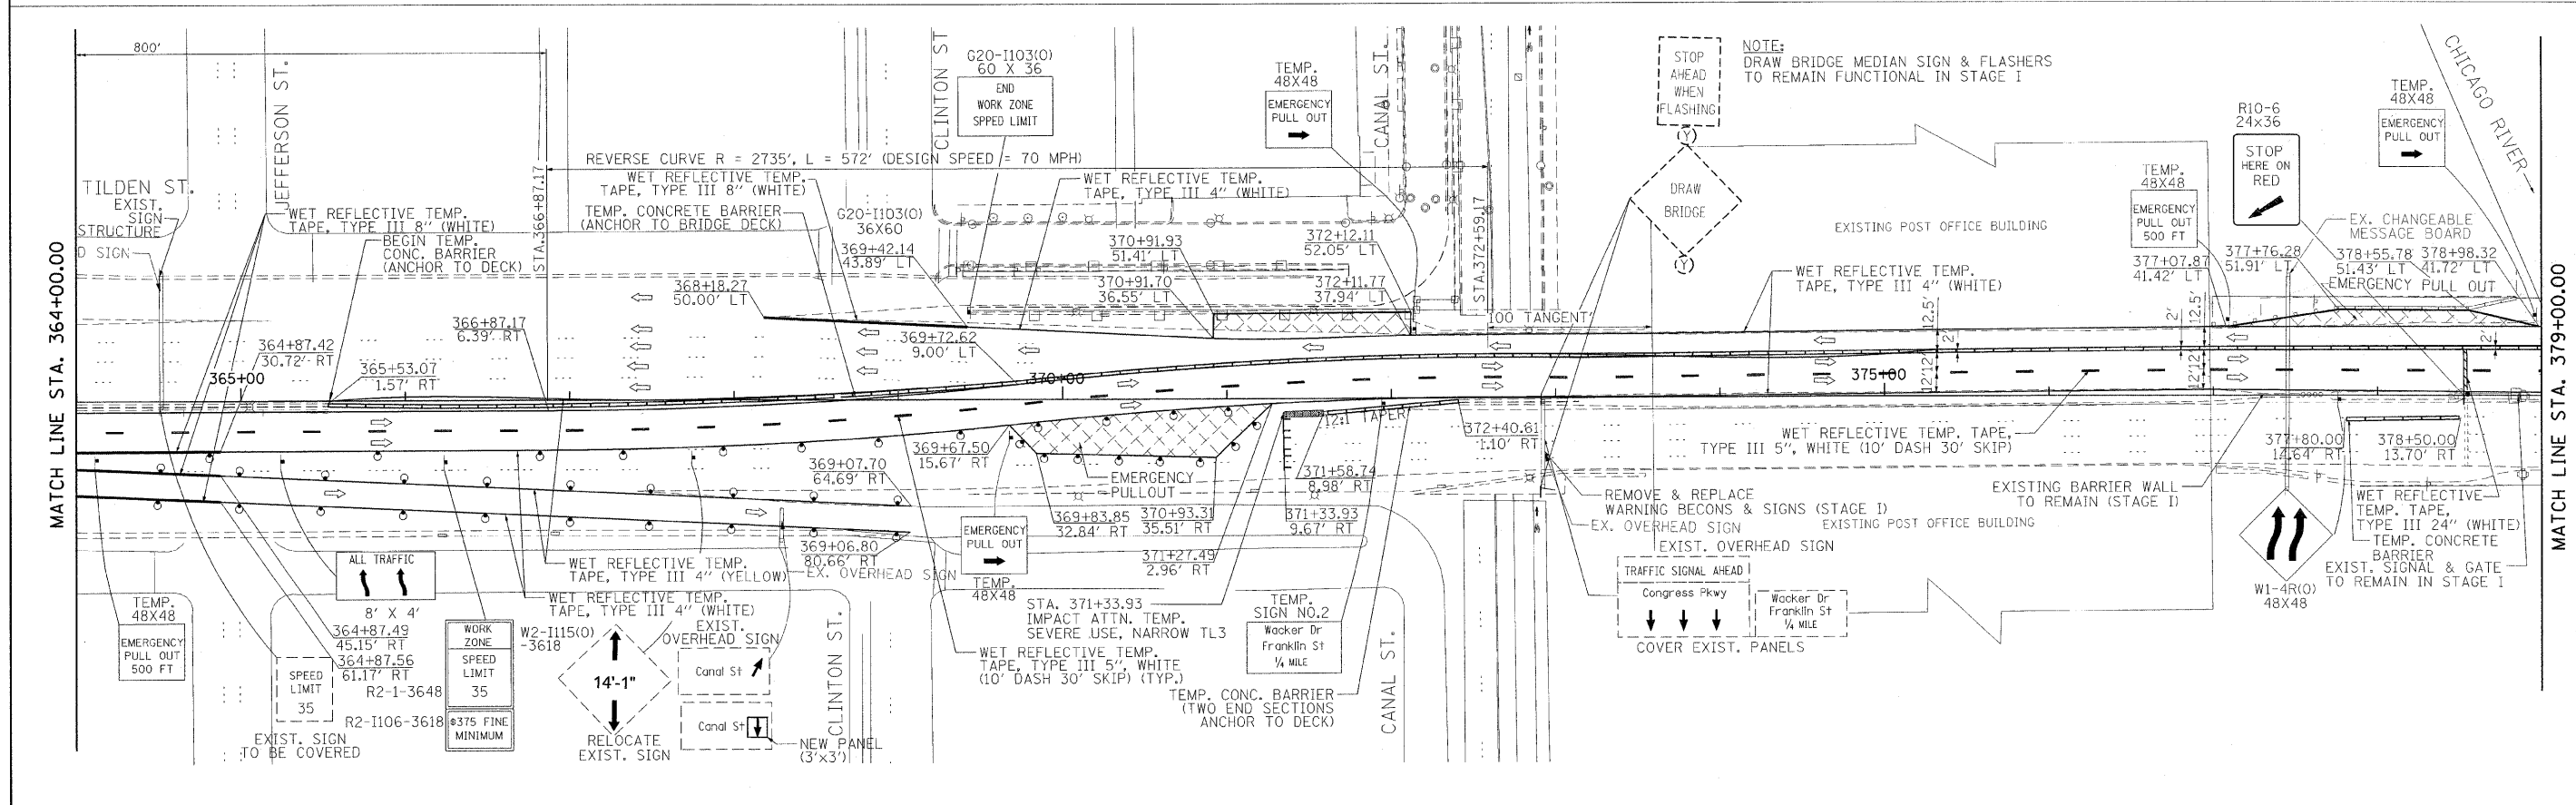 800'
JEFFERSON ST.
TILDEN ST.
EXIST.
SIGN
STRUCTURE
D SIGN
MATCH LINE STA. 364+00.00
WET REFLECTIVE TEMP.
TAPE, TYPE III 8" (WHITE)
BEGIN TEMP.
CONC. BARRIER
(ANCHOR TO DECK)
STA.366+87.17
REVERSE CURVE R = 2735', L = 572' (DESIGN SPEED = 70 MPH)
WET REFLECTIVE TEMP.
TAPE, TYPE III 8" (WHITE)
TEMP. CONCRETE BARRIER
(ANCHOR TO BRIDGE DECK)
CLINTON ST
G20-I103(O)
60 X 36
END
WORK ZONE
SPPED LIMIT
G20-I103(O)
36X60
369+42.14
43.89' LT
WET REFLECTIVE TEMP.
TAPE, TYPE III 4" (WHITE)
TEMP.
48X48
EMERGENCY
PULL OUT
CANAL ST.
370+91.93
51.41' LT
370+91.70
36.55' LT
372+12.11
52.05' LT
372+11.77
37.94' LT
STA.372+59.17
100 TANGENT'
368+18.27
50.00' LT
366+87.17
6.39' RT
364+87.42
30.72' RT
365+53.07
1.57' RT
365+00
369+72.62
9.00' LT
370+00
375+00
STOP
AHEAD
WHEN
FLASHING
Y
DRAW
BRIDGE
Y
NOTE:
DRAW BRIDGE MEDIAN SIGN & FLASHERS
TO REMAIN FUNCTIONAL IN STAGE I
EXISTING POST OFFICE BUILDING
WET REFLECTIVE TEMP.
TAPE, TYPE III 4" (WHITE)
12.5'
2'
12'
12'
TEMP.
48X48
EMERGENCY
PULL OUT
500 FT
R10-6
24x36
STOP
HERE ON
RED
TEMP.
48X48
EMERGENCY
PULL OUT
CHICAGO RIVER
EX. CHANGEABLE
MESSAGE BOARD
377+07.87
41.42' LT
377+76.28
51.91' LT
378+55.78
51.43' LT
378+98.32
41.72' LT
EMERGENCY PULL OUT
2'
12.5'
12'
12'
2'
MATCH LINE STA. 379+00.00
369+07.70
64.69' RT
369+67.50
15.67' RT
EMERGENCY
PULLOUT
369+83.85
32.84' RT
370+93.31
35.51' RT
12:1 TAPER
371+58.74
8.98' RT
371+33.93
9.67' RT
371+27.49
2.96' RT
372+40.61
1.10' RT
WET REFLECTIVE TEMP. TAPE,
TYPE III 5", WHITE (10' DASH 30' SKIP)
REMOVE & REPLACE
WARNING BECONS & SIGNS (STAGE I)
EX. OVERHEAD SIGN
EXISTING POST OFFICE BUILDING
EXIST. OVERHEAD SIGN
EXISTING BARRIER WALL
TO REMAIN (STAGE I)
377+80.00
14.64' RT
378+50.00
13.70' RT
WET REFLECTIVE
TEMP. TAPE,
TYPE III 24" (WHITE)
TEMP. CONCRETE
BARRIER
EXIST. SIGNAL & GATE
TO REMAIN IN STAGE I
W1-4R(O)
48X48
TRAFFIC SIGNAL AHEAD
Congress Pkwy
Wacker Dr
Franklin St
1/4 MILE
COVER EXIST. PANELS
TEMP.
48X48
EMERGENCY
PULL OUT
500 FT
ALL TRAFFIC
8' X 4'
364+87.49
45.15' RT
364+87.56
61.17' RT
SPEED
LIMIT
35
EXIST. SIGN
TO BE COVERED
R2-1-3648
R2-I106-3618
WORK
ZONE
SPEED
LIMIT
35
$375 FINE
MINIMUM
W2-I115(O)
-3618
WET REFLECTIVE TEMP.
TAPE, TYPE III 4" (YELLOW)
WET REFLECTIVE TEMP.
TAPE, TYPE III 4" (WHITE)
EXIST.
OVERHEAD SIGN
14'-1"
RELOCATE
EXIST. SIGN
Canal St
Canal St
NEW PANEL
(3'x3')
369+06.80
80.66' RT
EX. OVERHEAD SIGN
CLINTON ST.
EMERGENCY
PULL OUT
TEMP.
48X48
STA. 371+33.93
IMPACT ATTN. TEMP.
SEVERE USE, NARROW TL3
WET REFLECTIVE TEMP.
TAPE, TYPE III 5", WHITE
(10' DASH 30' SKIP) (TYP.)
TEMP.
SIGN NO.2
Wacker Dr
Franklin St
1/4 MILE
TEMP. CONC. BARRIER
(TWO END SECTIONS
ANCHOR TO DECK)
CANAL ST.